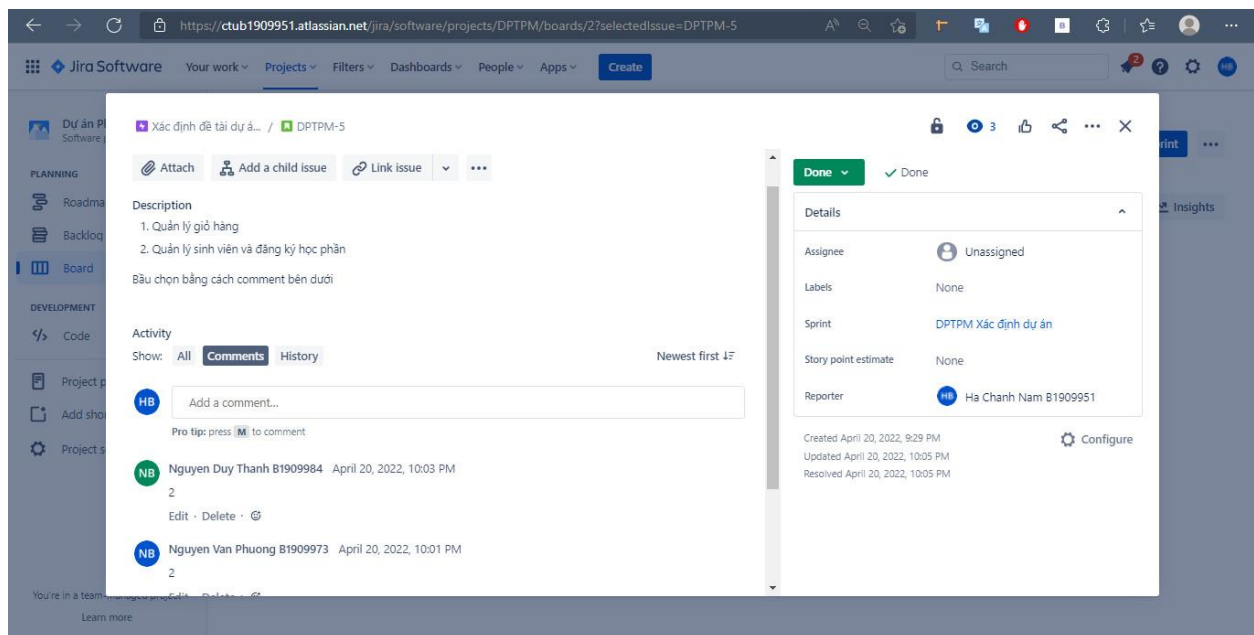 https://ctub1909951.atlassian.net/jira/software/projects/DPTPM/boards/2?selectedIssue=DPTPM-5
Jira Software Your work Projects Filters Dashboards People Apps Create Search 2 HB
Dự án
Software
PLANNING
Backlog
Board
DEVELOPMENT
Code
Project
Add
Project
You're in a
Learn more
Insights
Xác định đề tài dự á... / DPTPM-5
3
Attach Add a child issue Link issue
Description
1. Quản lý giỏ hàng
2. Quản lý sinh viên và đăng ký học phần
Bầu chọn bằng cách comment bên dưới
Activity
Show: All Comments History Newest first
HB Add a comment...
Pro tip: press M to comment
NB Nguyen Duy Thanh B1909984 April 20, 2022, 10:03 PM
2
Edit · Delete ·
NB Nguyen Van Phuong B1909973 April 20, 2022, 10:01 PM
2
Done Done
Details
Assignee Unassigned
Labels None
Sprint DPTPM Xác định dự án
Story point estimate None
Reporter HB Ha Chanh Nam B1909951
Created April 20, 2022, 9:29 PM Configure
Updated April 20, 2022, 10:05 PM
Resolved April 20, 2022, 10:05 PM